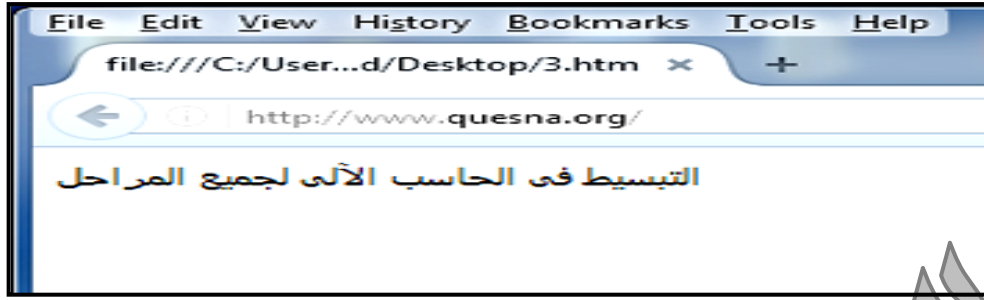 File Edit View History Bookmarks Tools Help
file:///C:/User...d/Desktop/3.htm × +
http://www.quesna.org/
التبسيط فى الحاسب الآلى لجميع المراحل